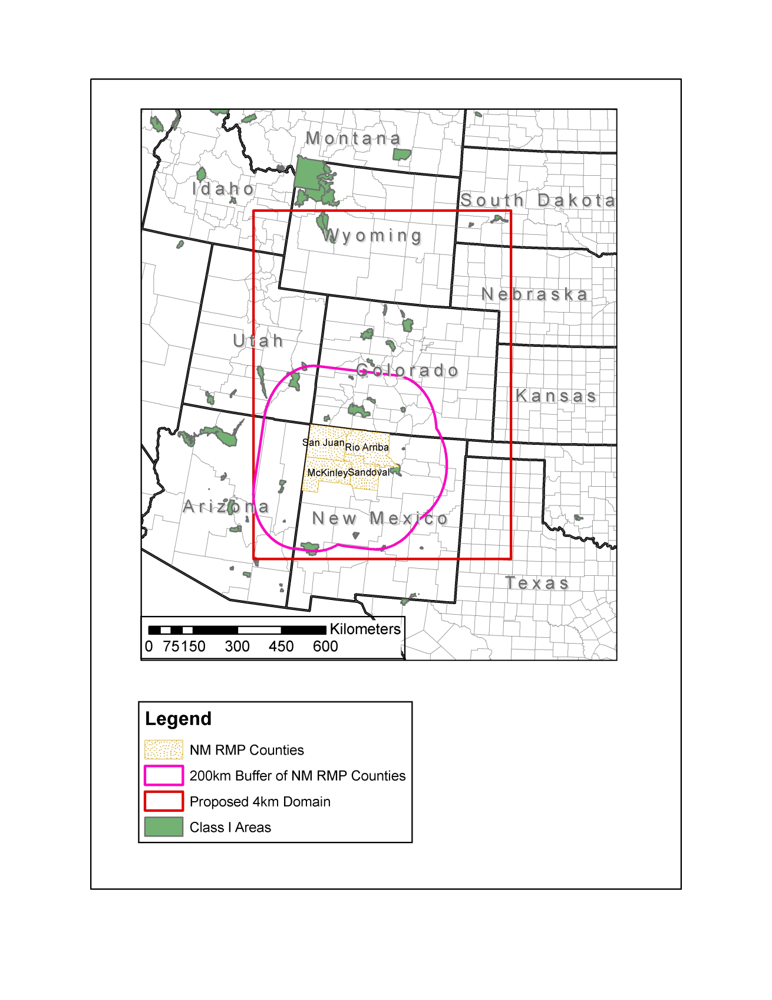 Montana
Idaho
South Dakota
Wyoming
Nebraska
Utah
Colorado
Kansas
San Juan
Rio Arriba
McKinley
Sandoval
Arizona
New Mexico
Texas
Kilometers
0 75 150 300 450 600
Legend
NM RMP Counties
200km Buffer of NM RMP Counties
Proposed 4km Domain
Class I Areas